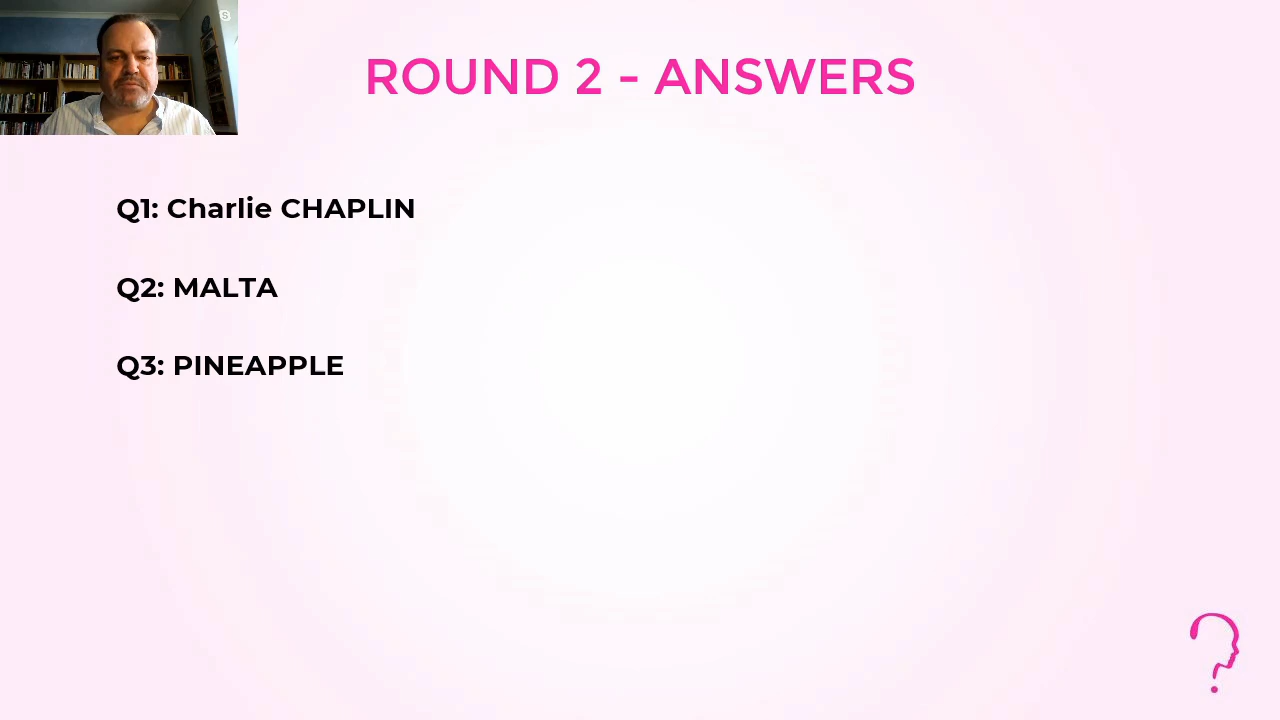 ROUND 2 - ANSWERS
Q1: Charlie CHAPLIN
Q2: MALTA
Q3: PINEAPPLE